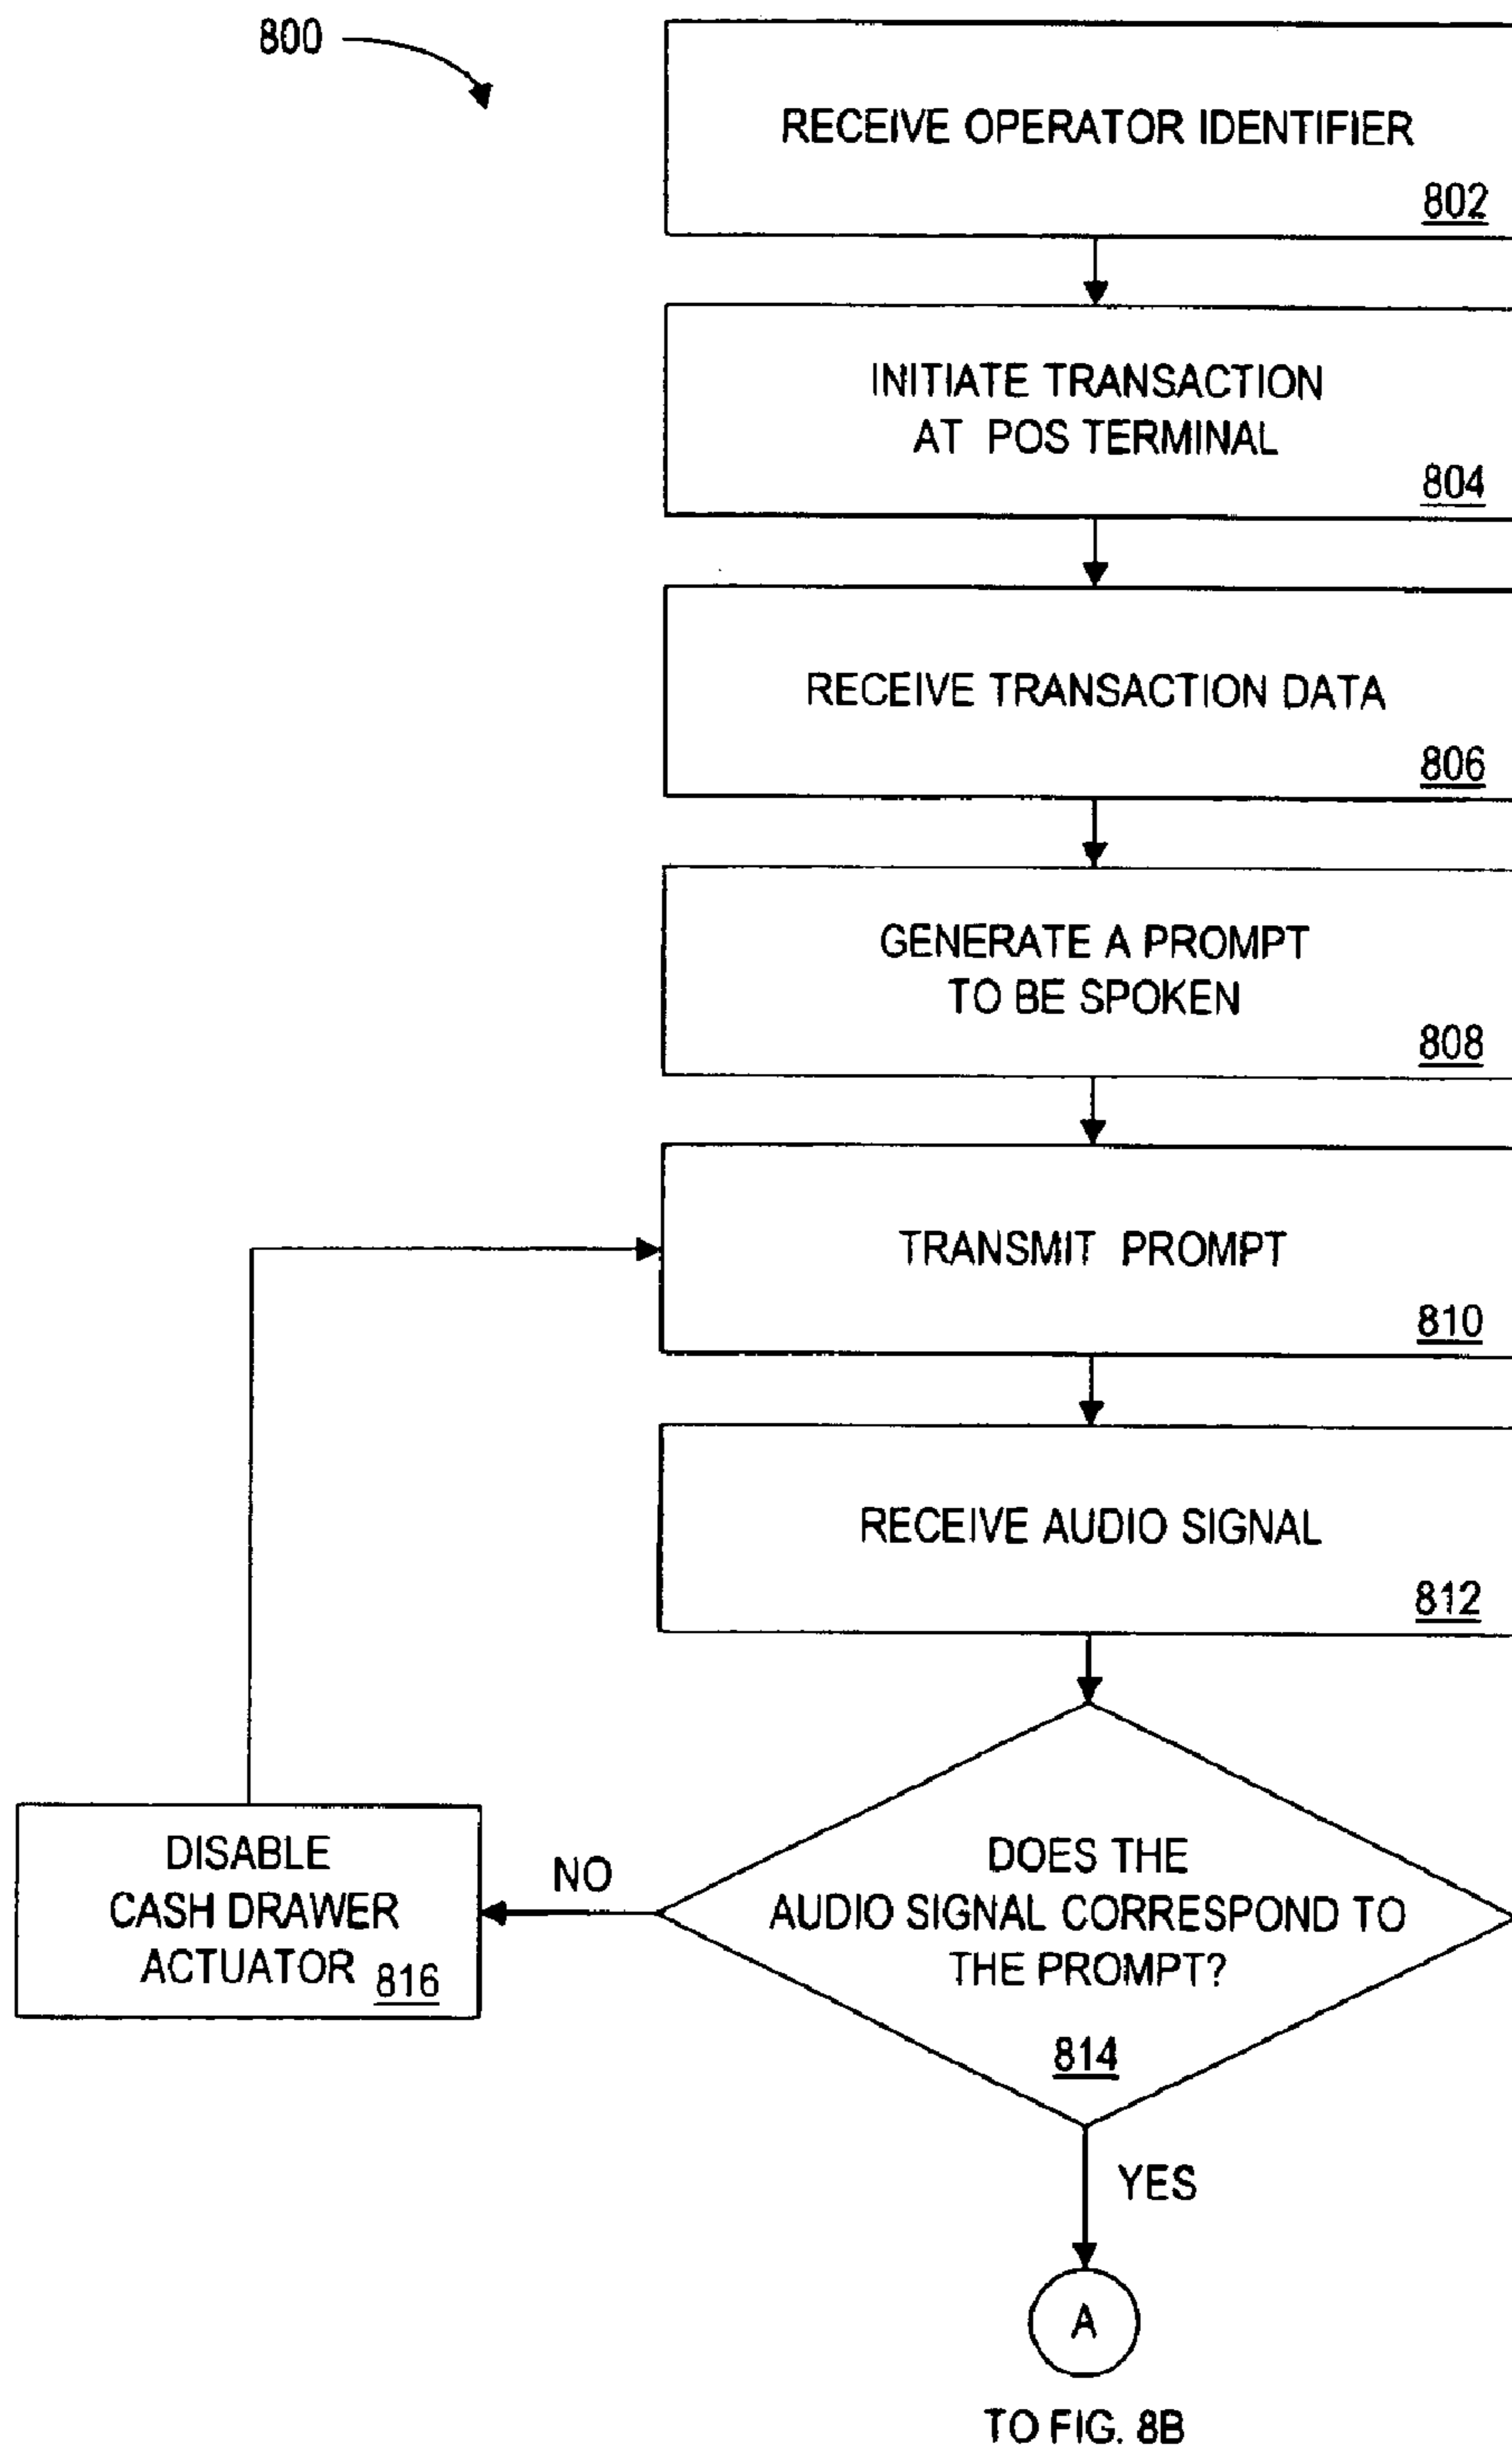 800
RECEIVE OPERATOR IDENTIFIER
802
INITIATE TRANSACTION
AT POS TERMINAL
804
RECEIVE TRANSACTION DATA
806
GENERATE A PROMPT
TO BE SPOKEN
808
TRANSMIT PROMPT
810
RECEIVE AUDIO SIGNAL
812
DOES THE
AUDIO SIGNAL CORRESPOND TO
THE PROMPT?
814
NO
DISABLE
CASH DRAWER
ACTUATOR 816
YES
A
TO FIG. 8B